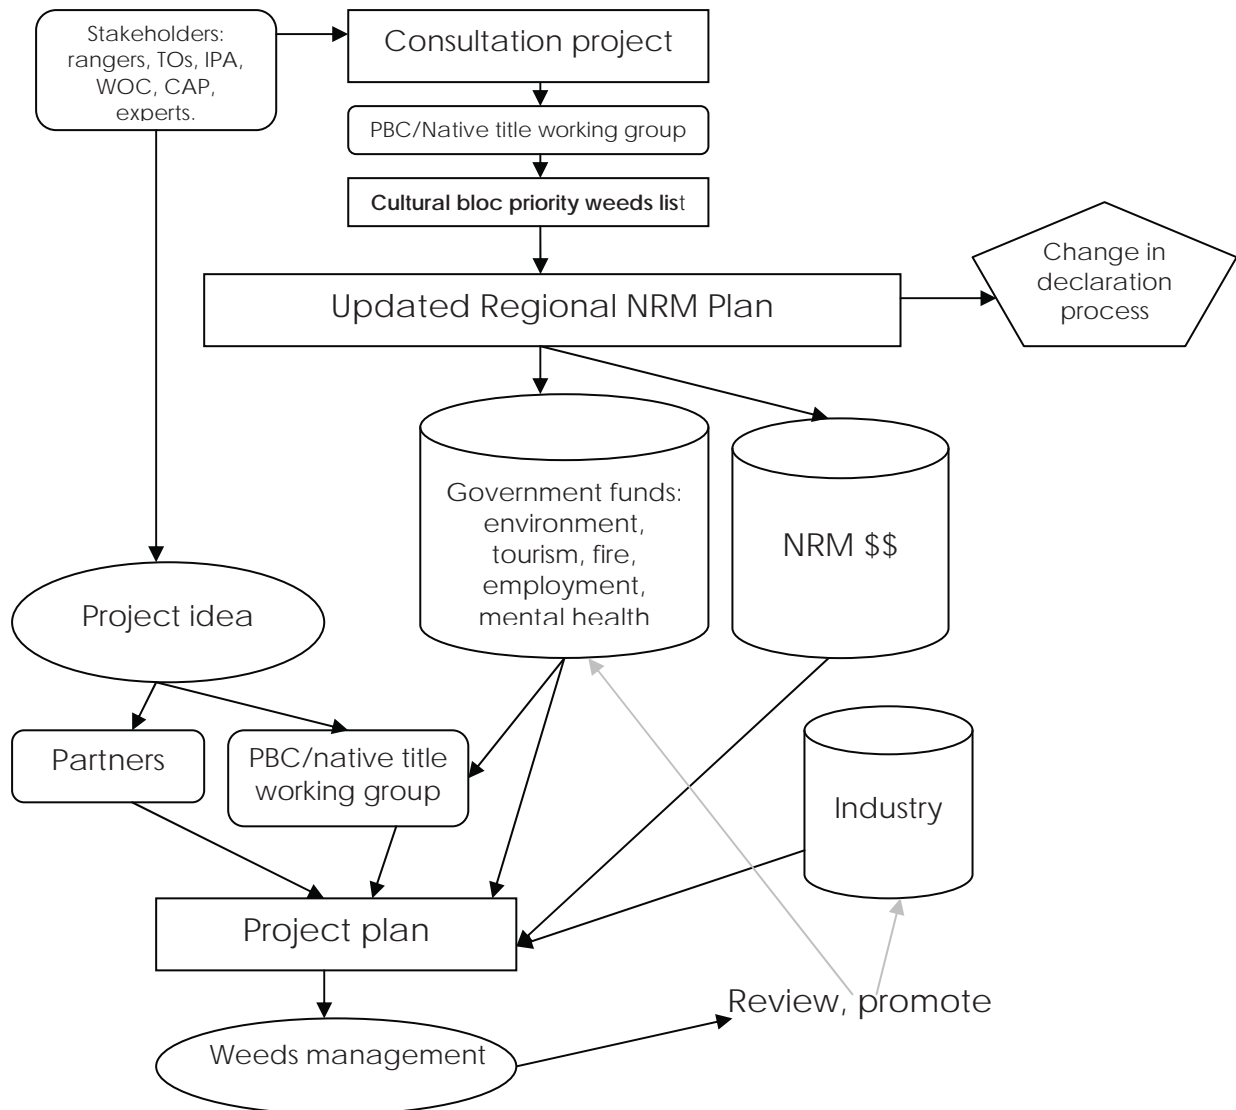 Stakeholders:
rangers, TOs, IPA,
WOC, CAP,
experts.
Consultation project
PBC/Native title working group
Cultural bloc priority weeds list
Updated Regional NRM Plan
Change in
declaration
process
Government funds:
environment,
tourism, fire,
employment,
mental health
NRM $$
Project idea
Partners
PBC/native title
working group
Industry
Project plan
Review, promote
Weeds management